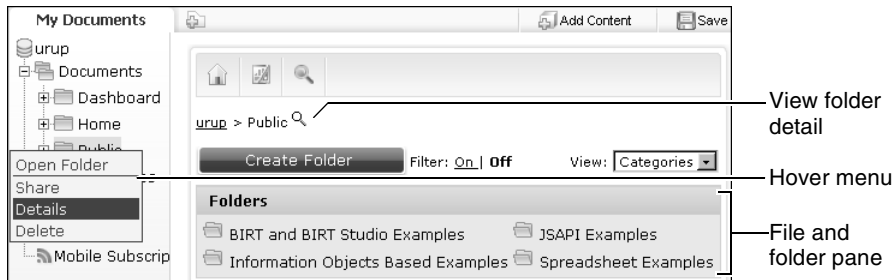 My Documents
Add Content
Save
urup
Documents
Dashboard
Home
Public
Open Folder
Share
Details
Delete
Mobile Subscrip
urup > Public
Create Folder
Filter: On | Off
View: Categories
Folders
BIRT and BIRT Studio Examples
JSAPI Examples
Information Objects Based Examples
Spreadsheet Examples
View folder
detail
Hover menu
File and
folder pane